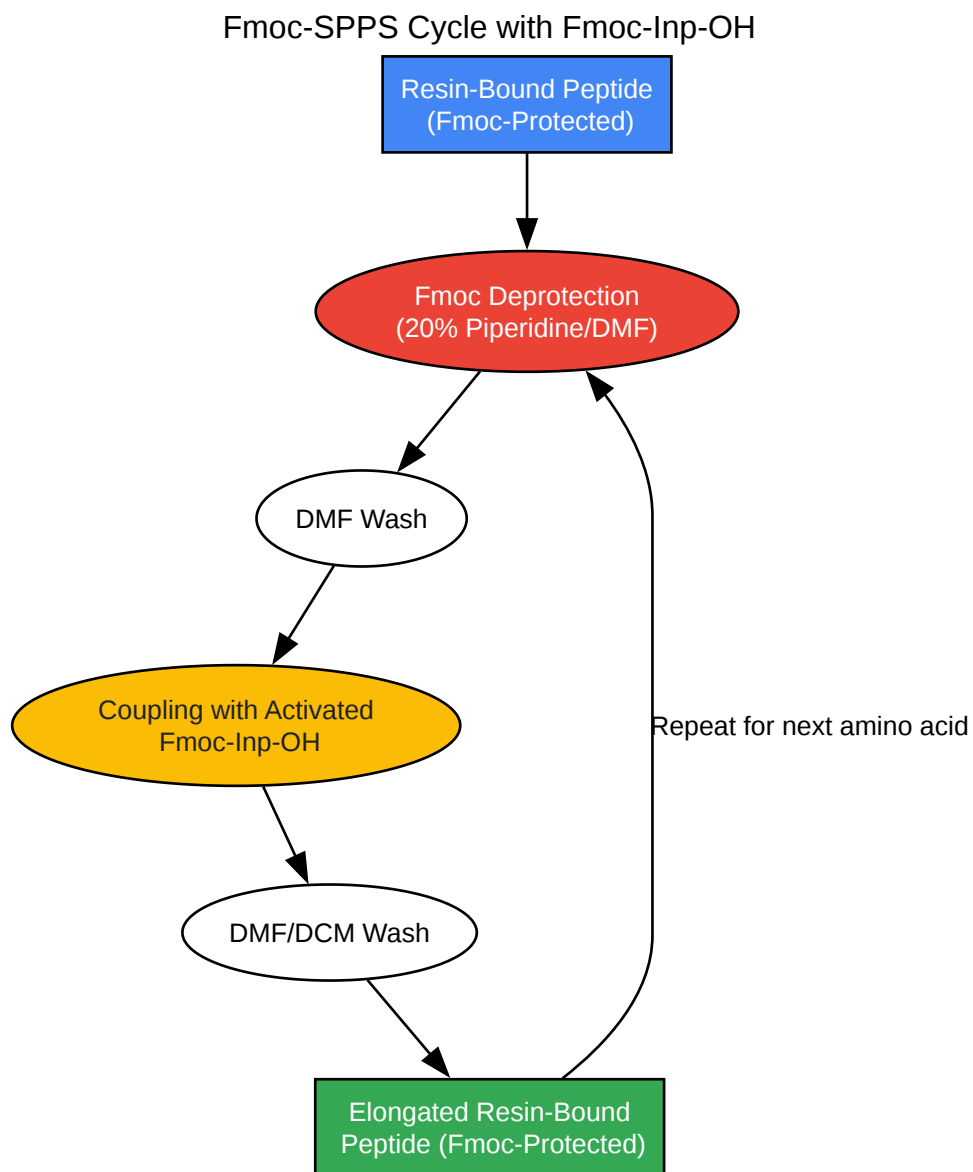 Fmoc-SPPS Cycle with Fmoc-Inp-OH
Resin-Bound Peptide
(Fmoc-Protected)
Fmoc Deprotection
(20% Piperidine/DMF)
DMF Wash
Coupling with Activated
Fmoc-Inp-OH
Repeat for next amino acid
DMF/DCM Wash
Elongated Resin-Bound
Peptide (Fmoc-Protected)